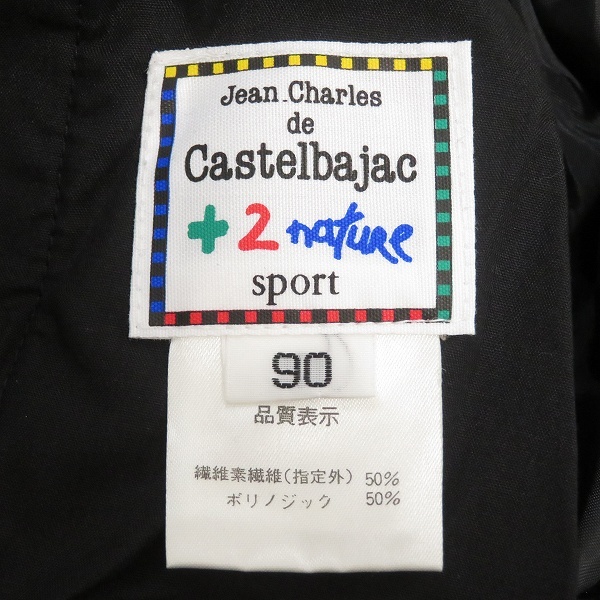 Jean Charles
de
Castelbajac
+2 nature
sport
90
品質表示
繊維素繊維(指定外) 50%
ポリノジック 50%